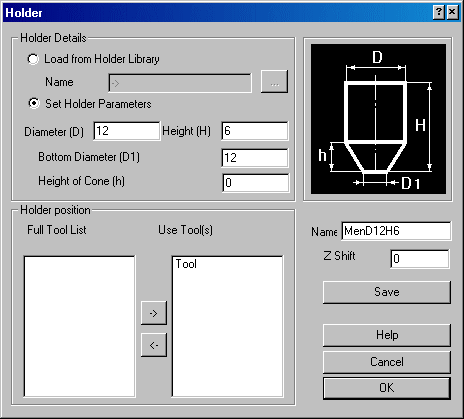 Holder
Holder Details
Load from Holder Library
Name ->
...
Set Holder Parameters
Diameter (D) 12 Height (H) 6
Bottom Diameter (D1) 12
Height of Cone (h) 0
D
H
h
D1
Holder position
Full Tool List Use Tool(s)
Tool
->
<-
Name MenD12H6
Z Shift 0
Save
Help
Cancel
OK